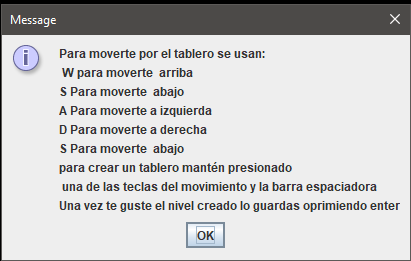 Message
Para moverte por el tablero se usan:
W para moverte arriba
S Para moverte abajo
A Para moverte a izquierda
D Para moverte a derecha
S Para moverte abajo
para crear un tablero mantén presionado
una de las teclas del movimiento y la barra espaciadora
Una vez te guste el nivel creado lo guardas oprimiendo enter
OK